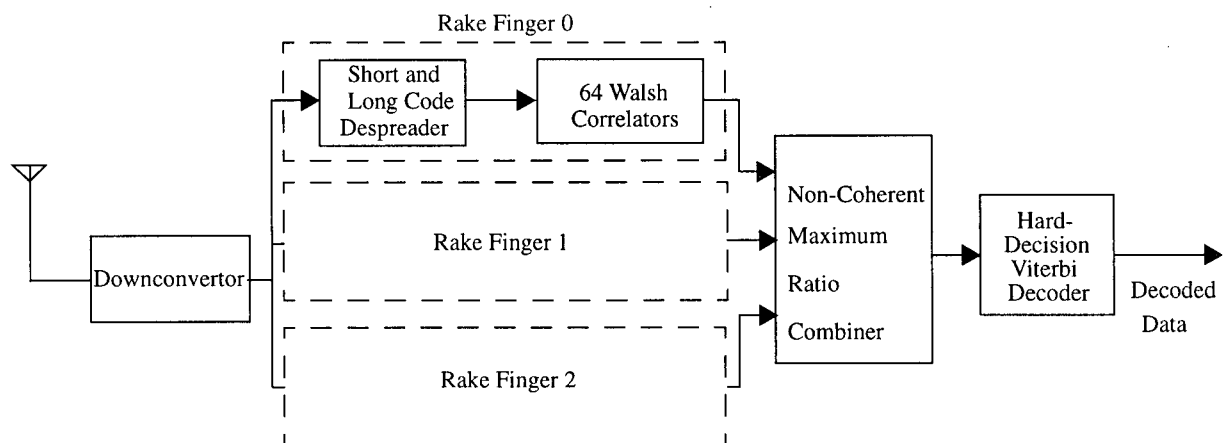 Rake Finger 0
Short and
Long Code
Despreader
64 Walsh
Correlators
Rake Finger 1
Downconvertor
Rake Finger 2
Non-Coherent
Maximum
Ratio
Combiner
Hard-
Decision
Viterbi
Decoder
Decoded
Data